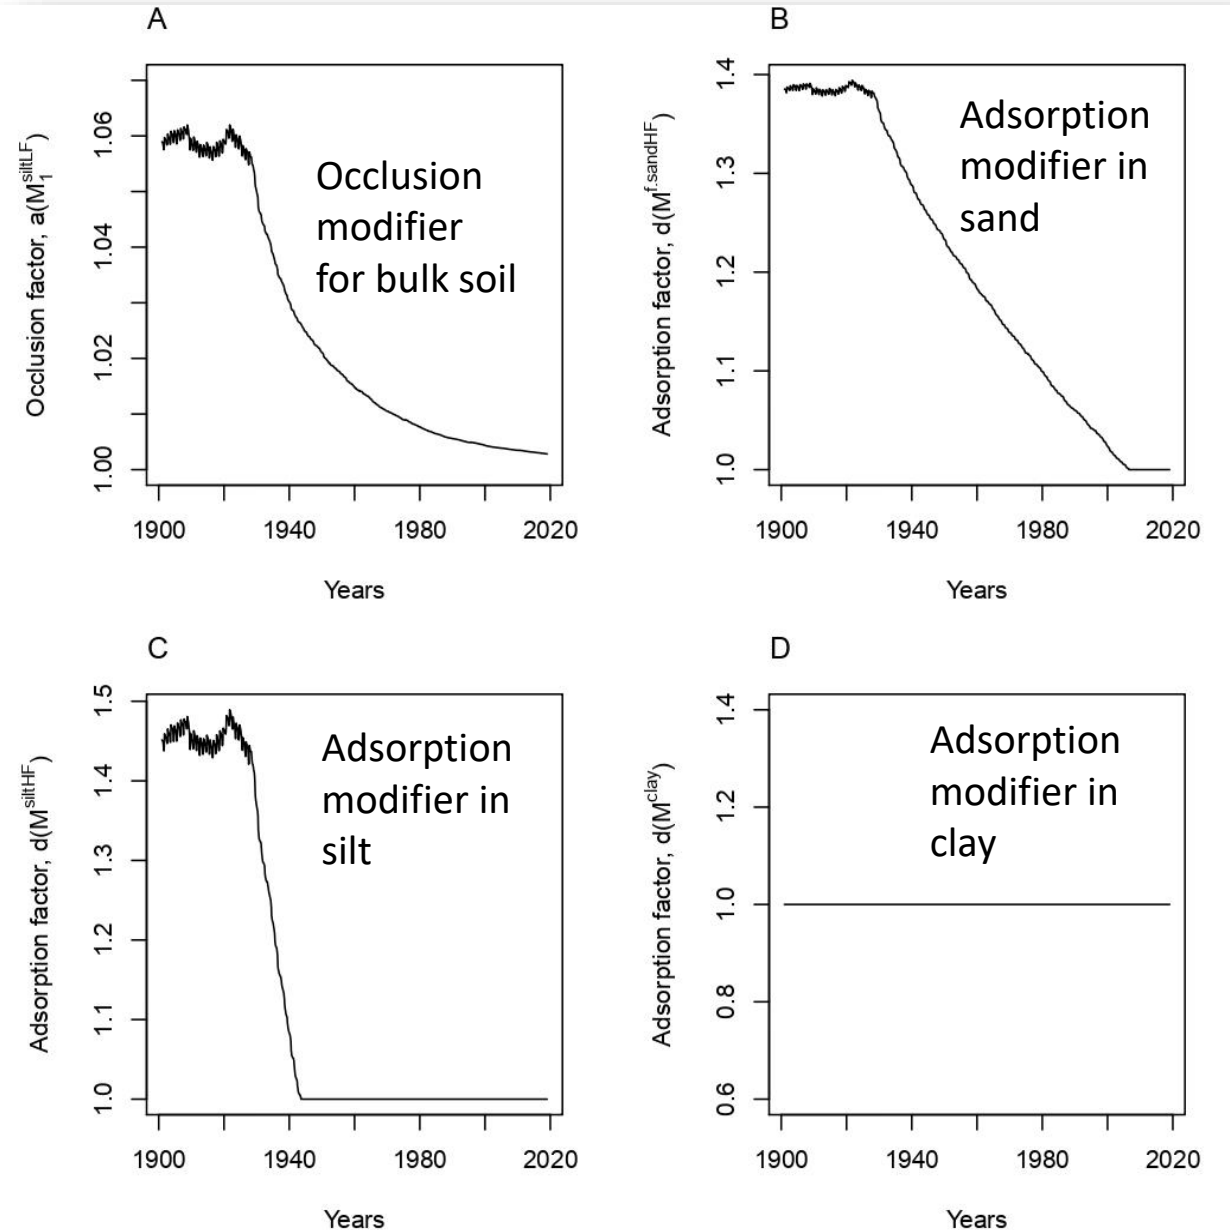 A
Occlusion factor, a(M₁^siltLF)
1.00
1.02
1.04
1.06
Occlusion
modifier
for bulk soil
1900
1940
1980
2020
Years
B
Adsorption factor, d(M^f.sandHF)
1.0
1.1
1.2
1.3
1.4
Adsorption
modifier in
sand
1900
1940
1980
2020
Years
C
Adsorption factor, d(M^siltHF)
1.0
1.1
1.2
1.3
1.4
1.5
Adsorption
modifier in
silt
1900
1940
1980
2020
Years
D
Adsorption factor, d(M^clay)
0.6
0.8
1.0
1.2
1.4
Adsorption
modifier in
clay
1900
1940
1980
2020
Years